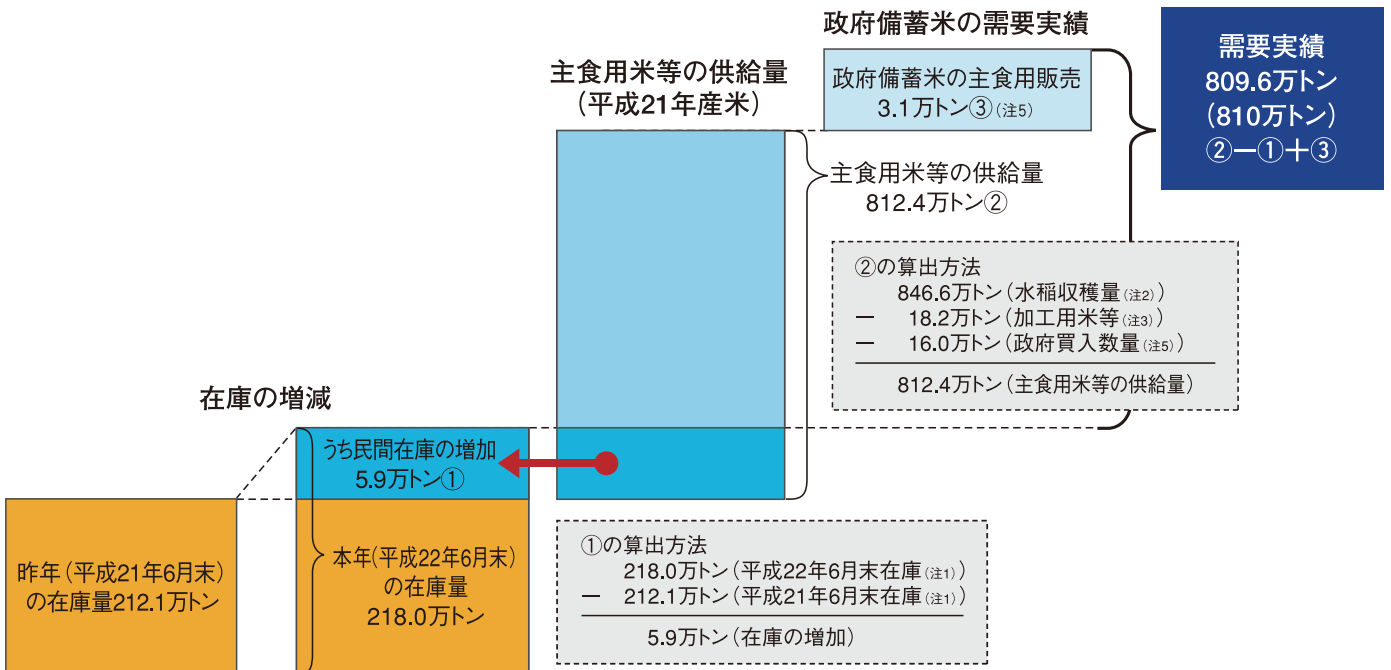 政府備蓄米の需要実績
政府備蓄米の主食用販売
3.1万トン③(注5)
需要実績
809.6万トン
(810万トン)
②―①＋③
主食用米等の供給量
(平成21年産米)
主食用米等の供給量
812.4万トン②
②の算出方法
846.6万トン(水稲収穫量(注2))
― 18.2万トン(加工用米等(注3))
― 16.0万トン(政府買入数量(注5))
812.4万トン(主食用米等の供給量)
在庫の増減
うち民間在庫の増加
5.9万トン①
昨年(平成21年6月末)
の在庫量212.1万トン
本年(平成22年6月末)
の在庫量
218.0万トン
①の算出方法
218.0万トン(平成22年6月末在庫(注1))
― 212.1万トン(平成21年6月末在庫(注1))
5.9万トン(在庫の増加)